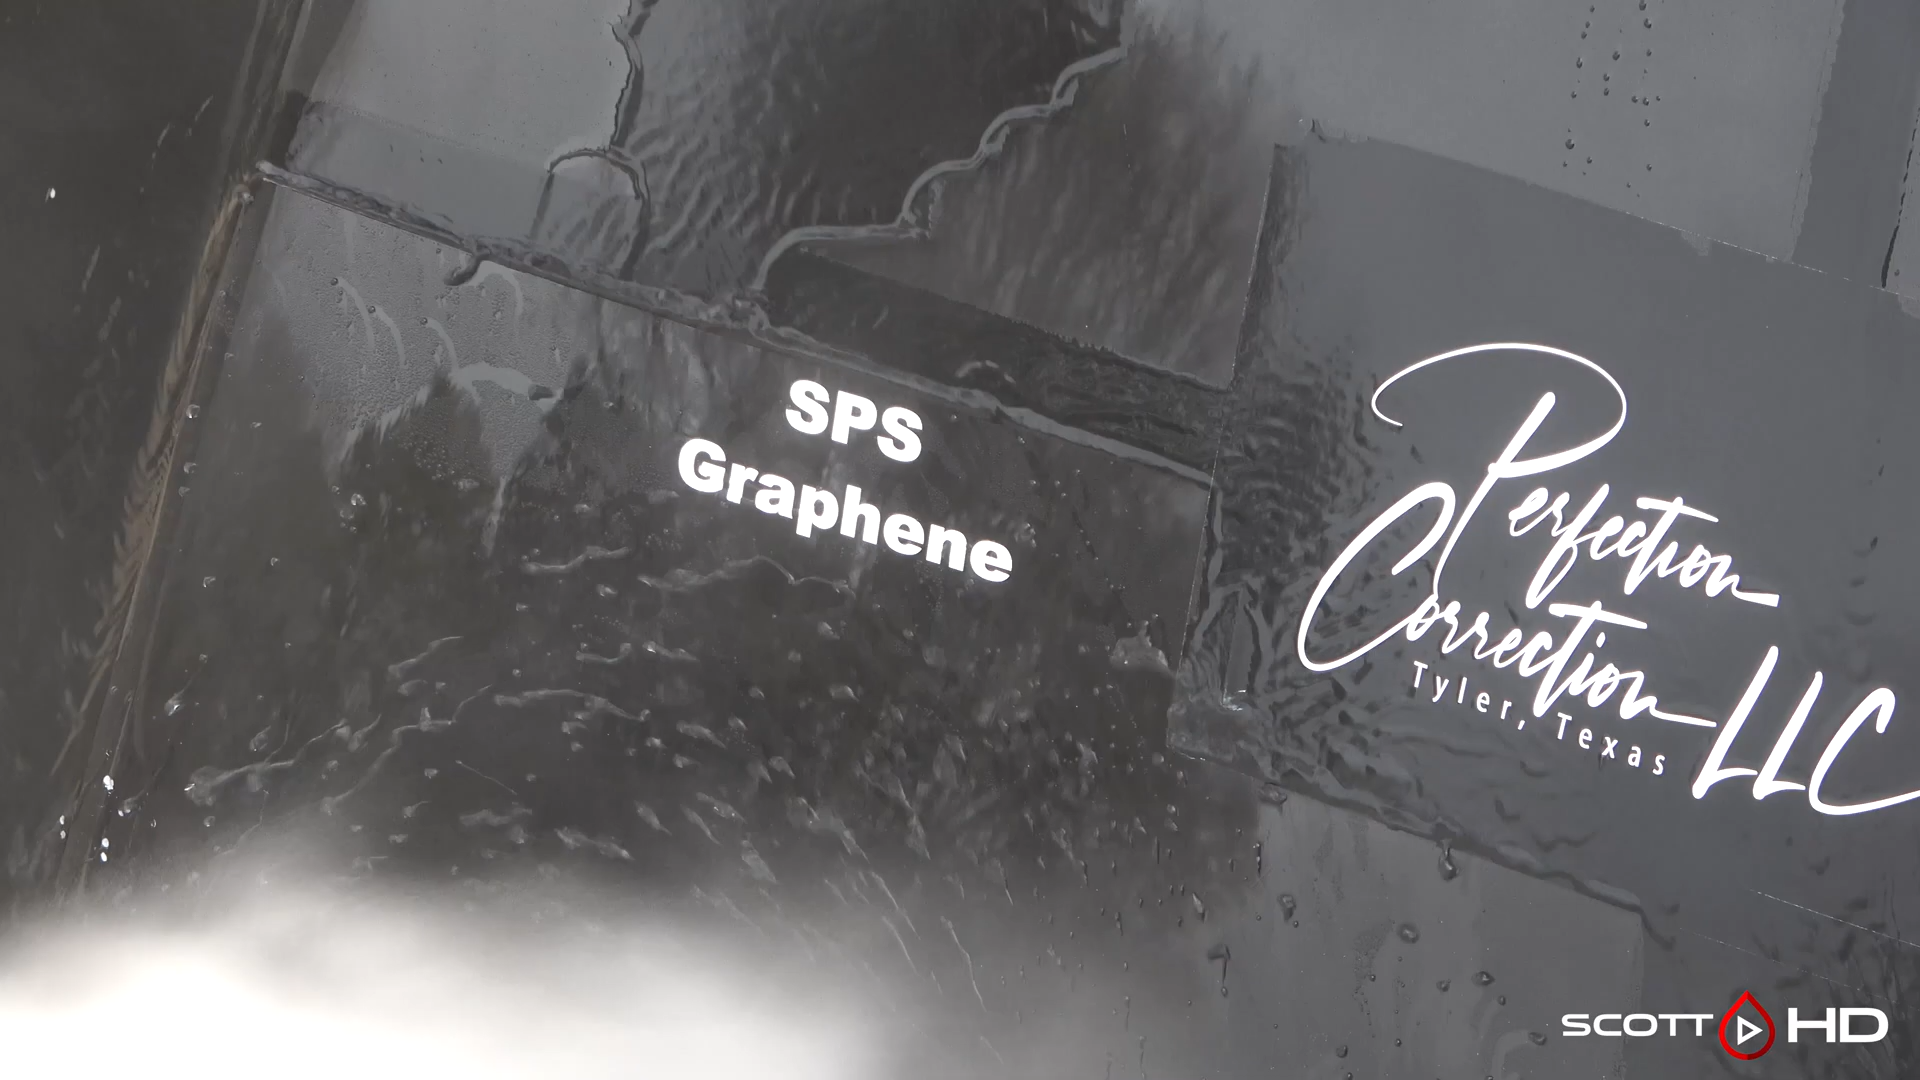 SPS
Graphene
Perfection
Correction LLC
Tyler, Texas
SCOTT HD